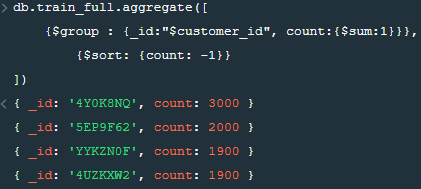 > db.train_full.aggregate([
{$group : {_id:"$customer_id", count:{$sum:1}}},
{$sort: {count: -1}}
])
< { _id: '4Y0K8NQ', count: 3000 }
{ _id: '5EP9F62', count: 2000 }
{ _id: 'YYKZN0F', count: 1900 }
{ _id: '4UZKXW2', count: 1900 }